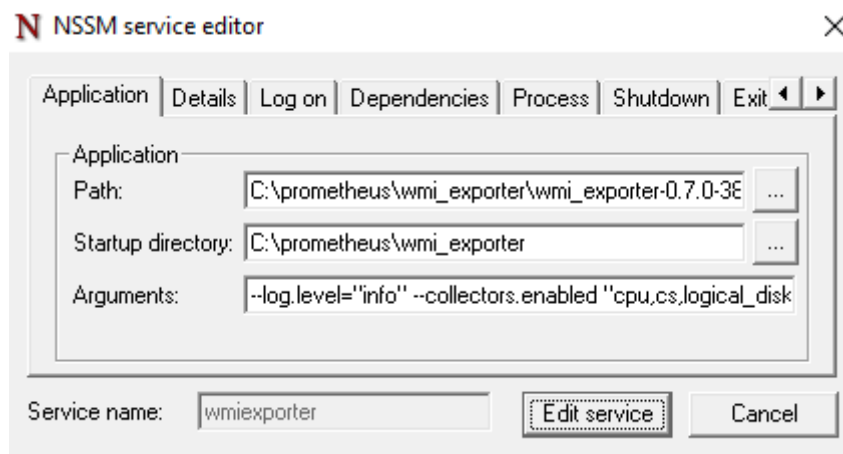 N NSSM service editor
Application Details Log on Dependencies Process Shutdown Exit
Application
Path: C:\prometheus\wmi_exporter\wmi_exporter-0.7.0-38 ...
Startup directory: C:\prometheus\wmi_exporter ...
Arguments: --log.level="info" --collectors.enabled "cpu,cs,logical_disk
Service name: wmiexporter Edit service Cancel